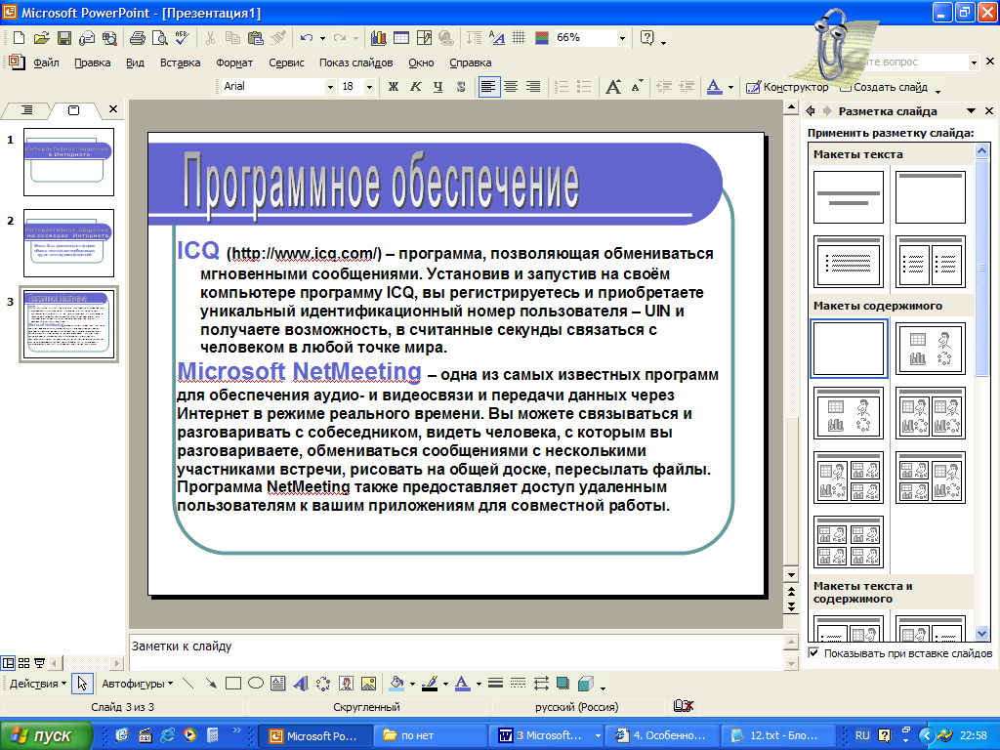 Microsoft PowerPoint - [Презентация1]
66%
Файл Правка Вид Вставка Формат Сервис Показ слайдов Окно Справка
те вопрос
Arial 18 Ж К Ч S Конструктор Создать слайд
Разметка слайда
Применить разметку слайда:
Макеты текста
Макеты содержимого
Макеты текста и
содержимого
Показывать при вставке слайдов
1
Интерактивное общение
в Интернете
2
Интерактивное общение
на серверах Интернета
3
Программное обеспечение
Программное обеспечение
ICQ (http://www.icq.com/) – программа, позволяющая обмениваться
мгновенными сообщениями. Установив и запустив на своём
компьютере программу ICQ, вы регистрируетесь и приобретаете
уникальный идентификационный номер пользователя – UIN и
получаете возможность, в считанные секунды связаться с
человеком в любой точке мира.
Microsoft NetMeeting – одна из самых известных программ
для обеспечения аудио- и видеосвязи и передачи данных через
Интернет в режиме реального времени. Вы можете связываться и
разговаривать с собеседником, видеть человека, с которым вы
разговариваете, обмениваться сообщениями с несколькими
участниками встречи, рисовать на общей доске, пересылать файлы.
Программа NetMeeting также предоставляет доступ удаленным
пользователям к вашим приложениям для совместной работы.
Заметки к слайду
Действия Автофигуры
Слайд 3 из 3 Скругленный русский (Россия)
пуск Microsoft Po... по нет 3 Microsoft... 4. Особенно... 12.txt - Бло... RU 22:58